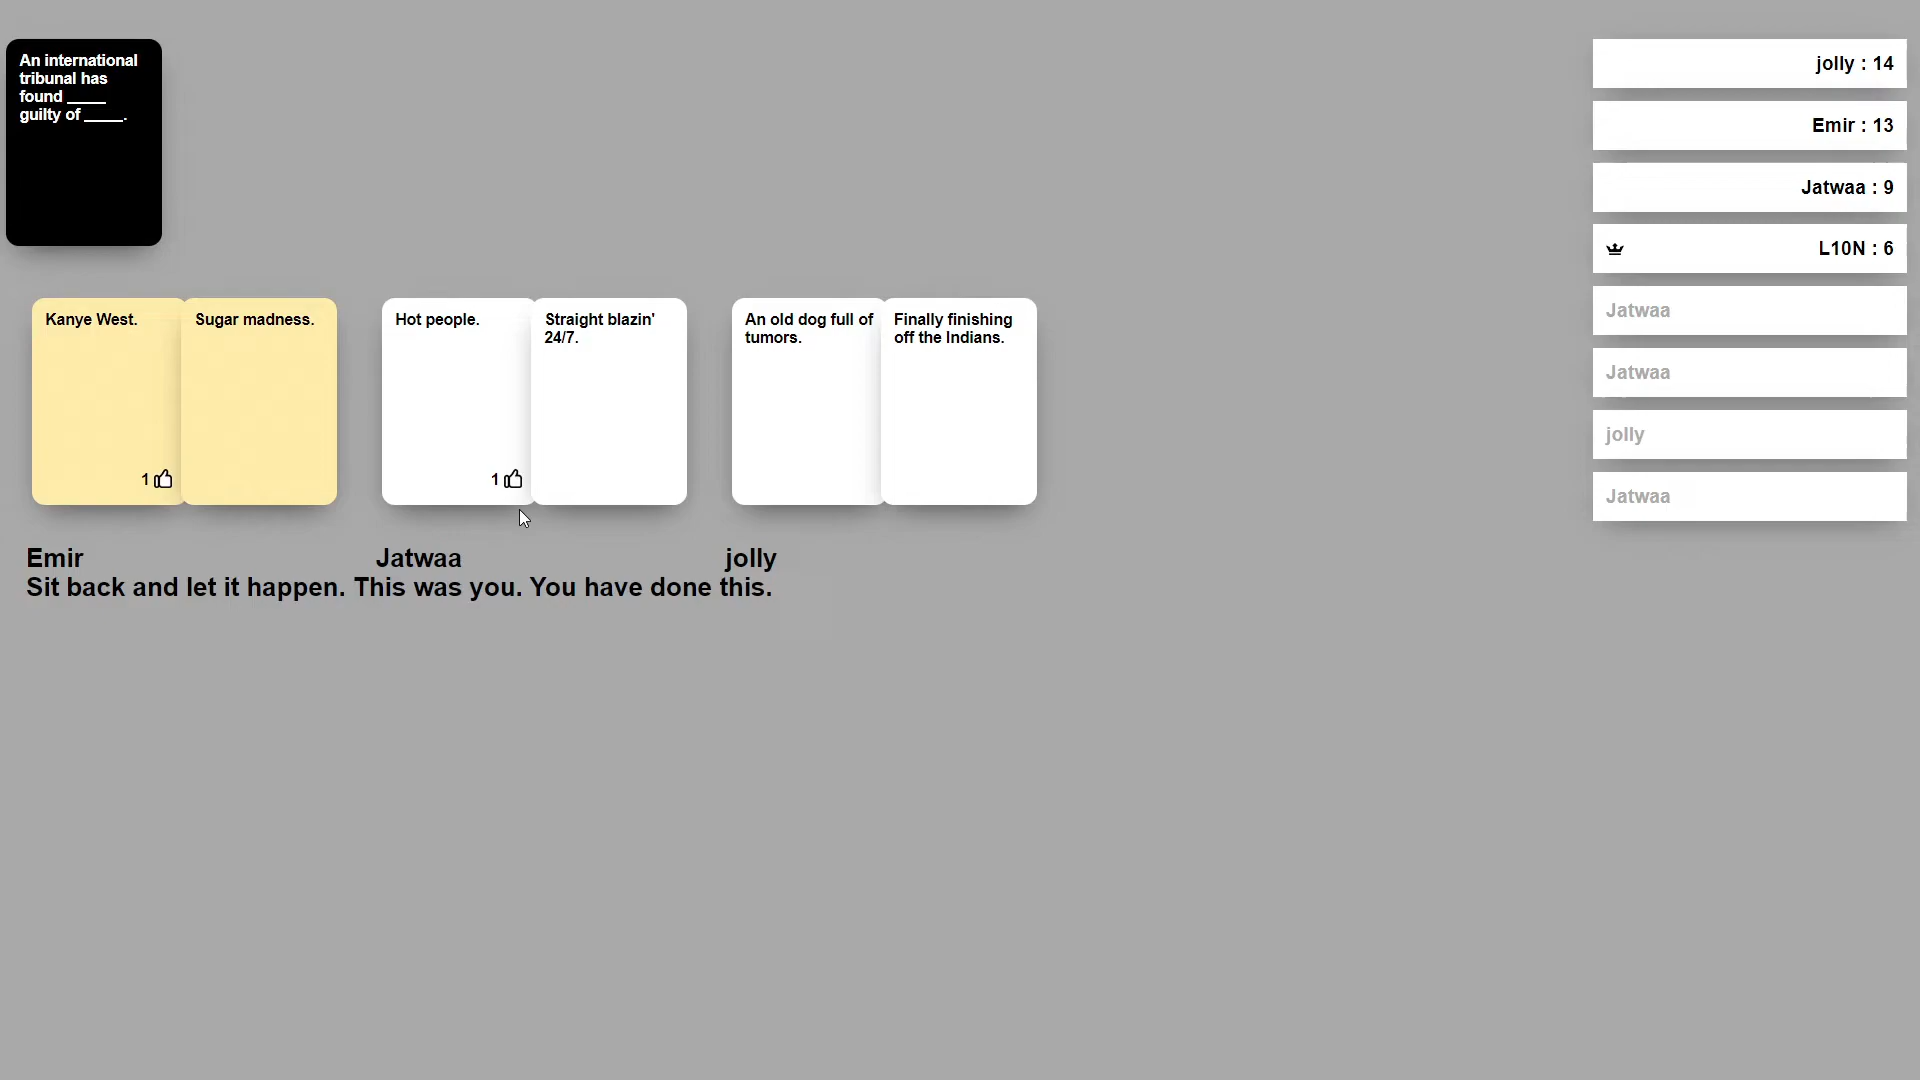 An international
tribunal has
found _____
guilty of _____.
Kanye West.
1
Sugar madness.
Hot people.
1
Straight blazin'
24/7.
An old dog full of
tumors.
Finally finishing
off the Indians.
Emir
Jatwaa
jolly
Sit back and let it happen. This was you. You have done this.
jolly : 14
Emir : 13
Jatwaa : 9
L10N : 6
Jatwaa
Jatwaa
jolly
Jatwaa